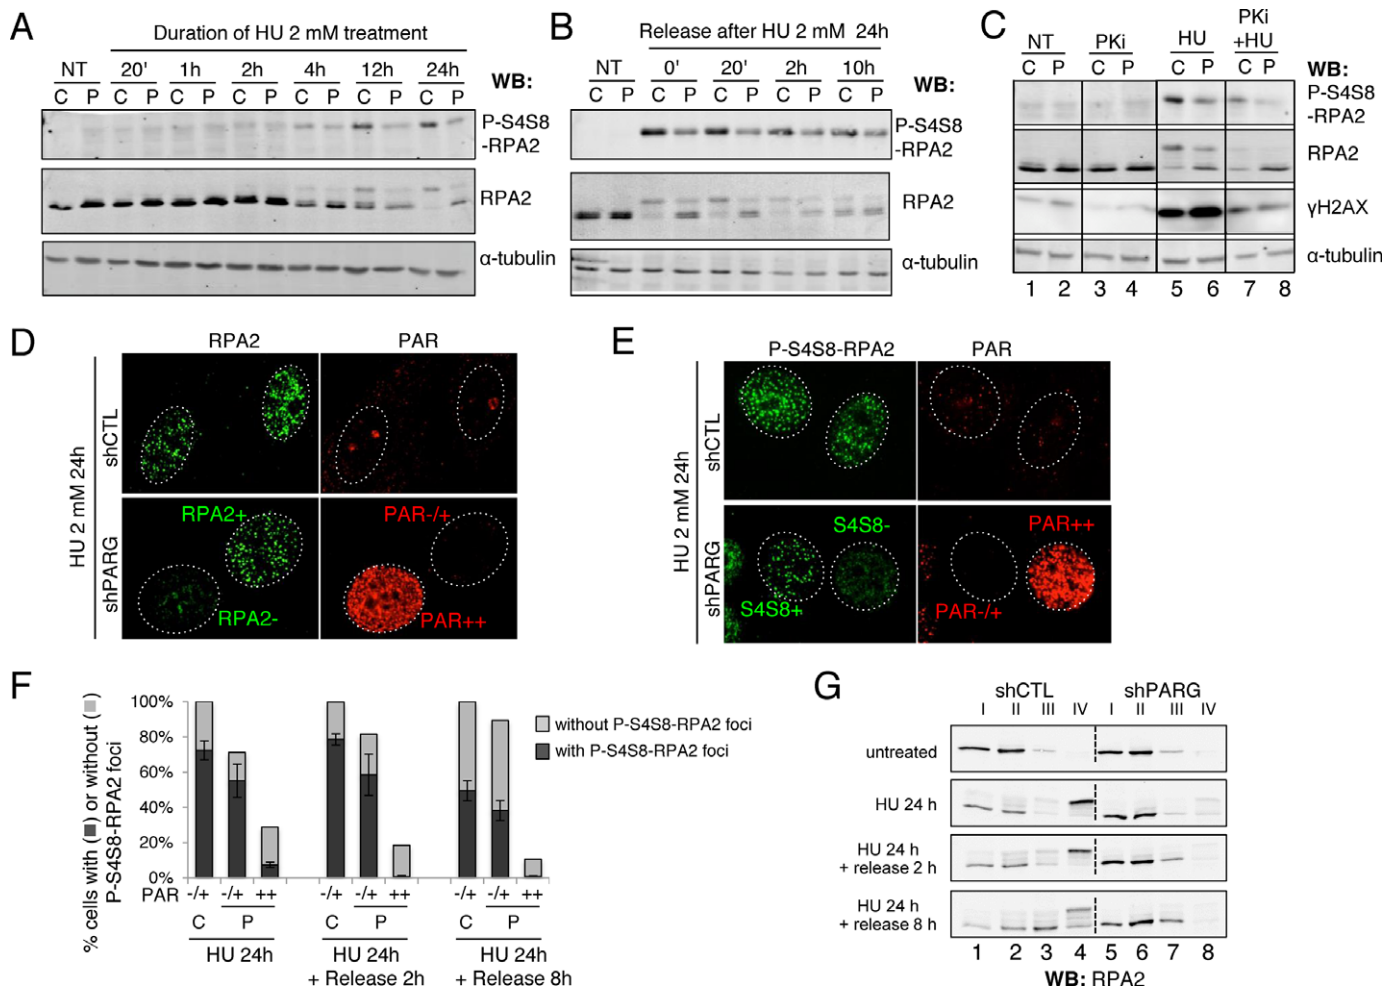 A
Duration of HU 2 mM treatment
NT 20' 1h 2h 4h 12h 24h WB:
C P C P C P C P C P C P C P
P-S4S8
-RPA2
RPA2
α-tubulin
B
Release after HU 2 mM 24h
NT 0' 20' 2h 10h WB:
C P C P C P C P C P
P-S4S8
-RPA2
RPA2
α-tubulin
C
NT PKi HU PKi
+HU
C P C P C P C P WB:
P-S4S8
-RPA2
RPA2
γH2AX
α-tubulin
1 2 3 4 5 6 7 8
D
RPA2 PAR
HU 2 mM 24h
shCTL
shPARG
RPA2+ PAR-/+
RPA2- PAR++
E
P-S4S8-RPA2 PAR
HU 2 mM 24h
shCTL
shPARG
S4S8- PAR++
S4S8+ PAR-/+
F
% cells with (■) or without (■)
P-S4S8-RPA2 foci
100%
80%
60%
40%
20%
0%
without P-S4S8-RPA2 foci
with P-S4S8-RPA2 foci
PAR -/+ -/+ ++ -/+ -/+ ++ -/+ -/+ ++
C P C P C P
HU 24h HU 24h HU 24h
+ Release 2h + Release 8h
G
shCTL shPARG
I II III IV I II III IV
untreated
HU 24 h
HU 24 h
+ release 2 h
HU 24 h
+ release 8 h
1 2 3 4 5 6 7 8
WB: RPA2